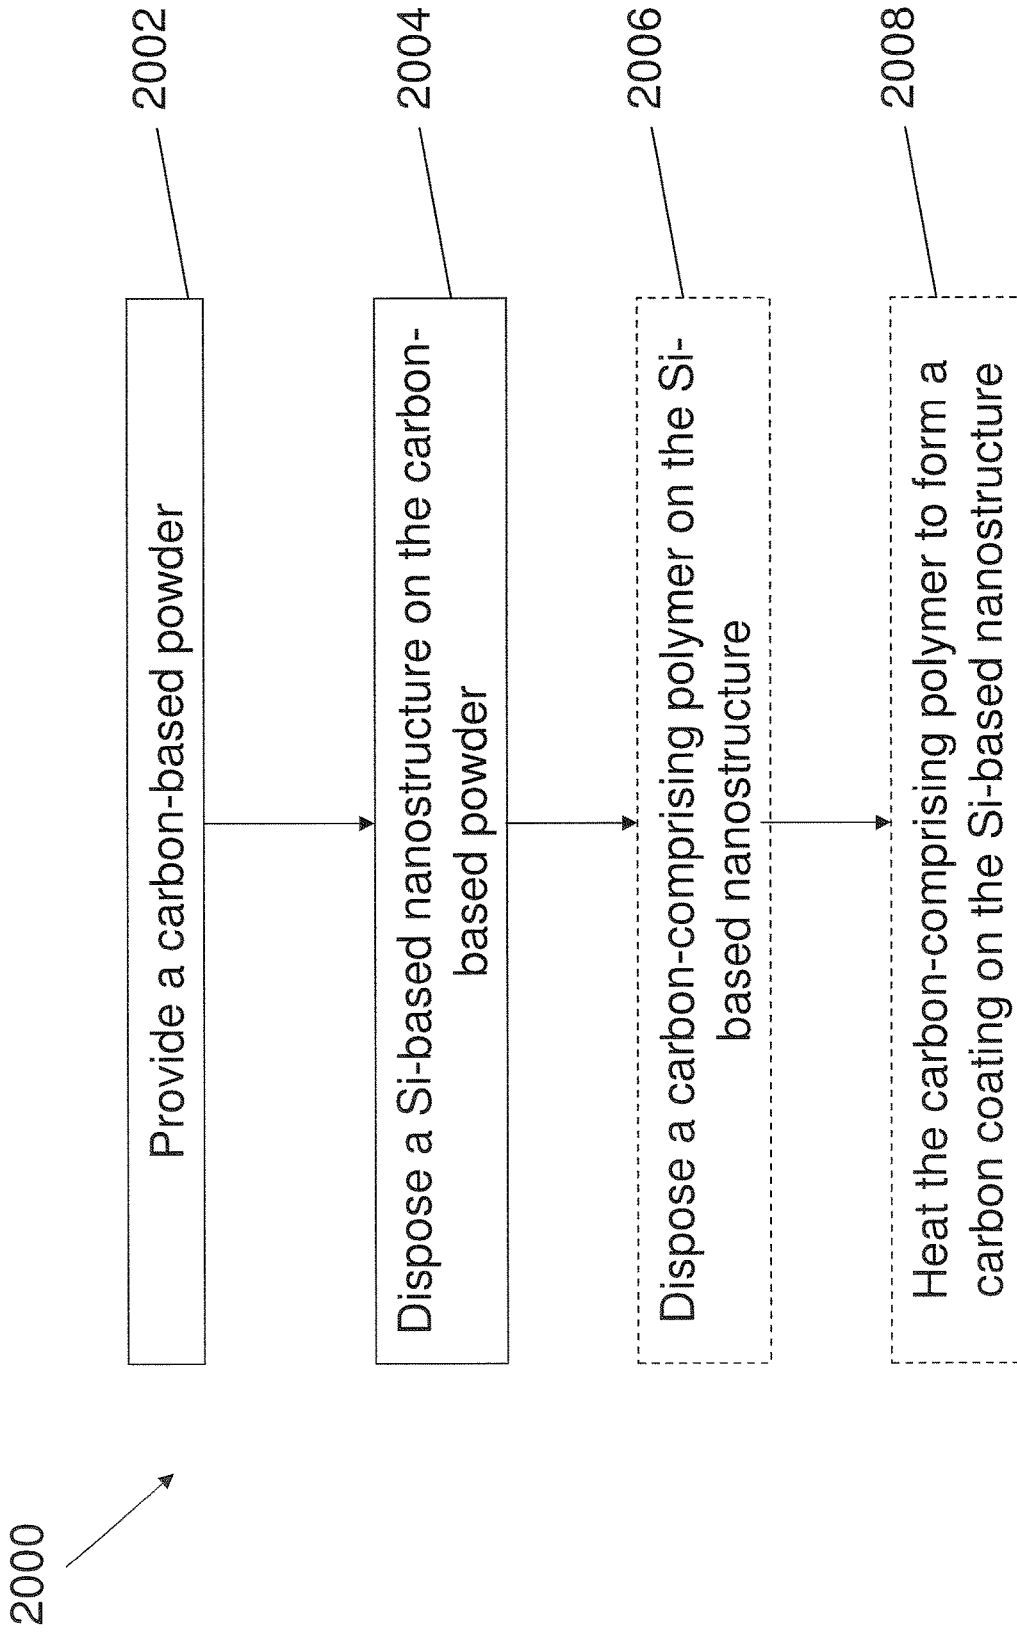 2000
Provide a carbon-based powder
2002
Dispose a Si-based nanostructure on the carbon-
based powder
2004
Dispose a carbon-comprising polymer on the Si-
based nanostructure
2006
Heat the carbon-comprising polymer to form a
carbon coating on the Si-based nanostructure
2008